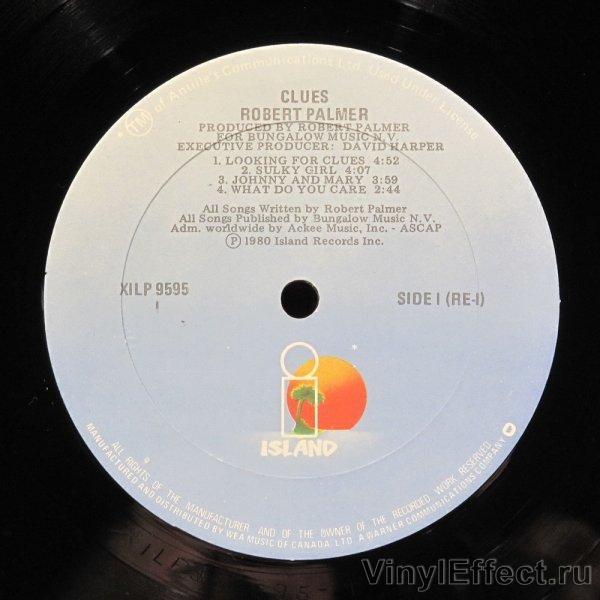 * ™ of Antilles Communications Ltd. Used Under License
CLUES
ROBERT PALMER
PRODUCED BY ROBERT PALMER
FOR BUNGALOW MUSIC N.V.
EXECUTIVE PRODUCER: DAVID HARPER
1. LOOKING FOR CLUES 4:52
2. SULKY GIRL 4:07
3. JOHNNY AND MARY 3:59
4. WHAT DO YOU CARE 2:44
All Songs Written by Robert Palmer
All Songs Published by Bungalow Music N.V.
Adm. worldwide by Ackee Music, Inc. - ASCAP
Ⓟ 1980 Island Records Inc.
XILP 9595
SIDE I (RE-I)
*
ISLAND
ALL RIGHTS OF THE MANUFACTURER AND OF THE OWNER OF THE RECORDED WORK RESERVED
MANUFACTURED AND DISTRIBUTED BY WEA MUSIC OF CANADA, LTD. A WARNER COMMUNICATIONS COMPANY
VinylEffect.ru